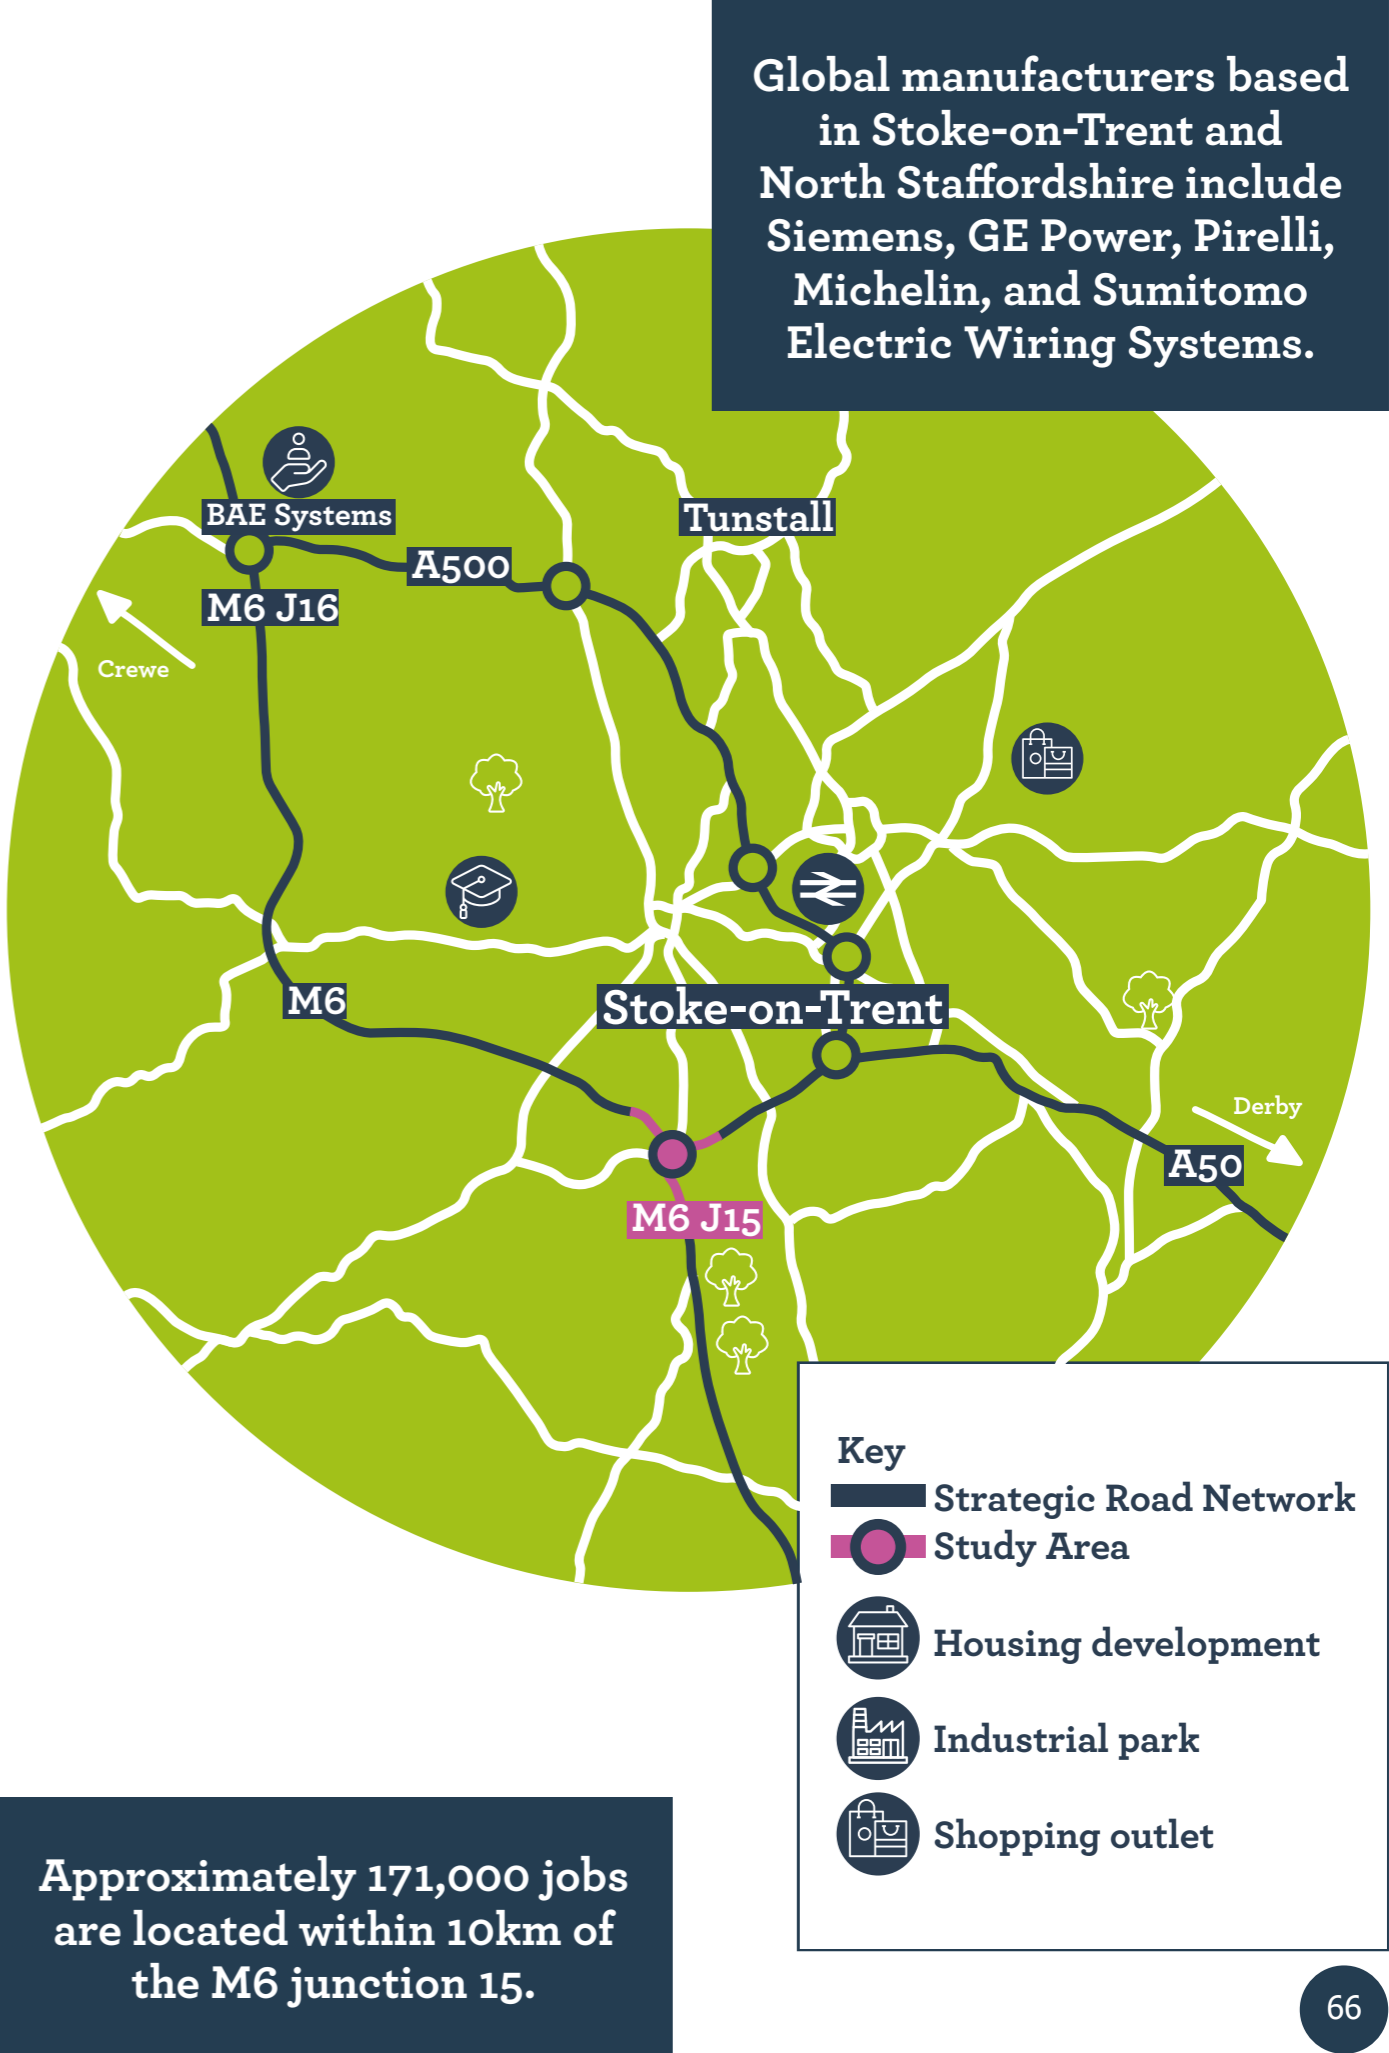 Global manufacturers based
in Stoke-on-Trent and
North Staffordshire include
Siemens, GE Power, Pirelli,
Michelin, and Sumitomo
Electric Wiring Systems.
BAE Systems
Tunstall
A500
M6 J16
Crewe
M6
Stoke-on-Trent
Derby
A50
M6 J15
Key
Strategic Road Network
Study Area
Housing development
Industrial park
Shopping outlet
Approximately 171,000 jobs
are located within 10km of
the M6 junction 15.
66